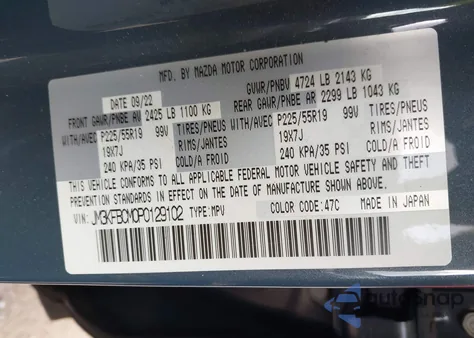 MFD. BY MAZDA MOTOR CORPORATION
DATE 09/22 GVWR/PNBV 4724 LB 2143 KG
FRONT GAWR/PNBE AV 2425 LB 1100 KG REAR GAWR/PNBE AR 2299 LB 1043 KG
WITH/AVEC P225/55R19 99V TIRES/PNEUS WITH/AVEC P225/55R19 99V TIRES/PNEUS
19X7J RIMS/JANTES 19X7J RIMS/JANTES
240 KPA/35 PSI COLD/A FROID 240 KPA/35 PSI COLD/A FROID
THIS VEHICLE CONFORMS TO ALL APPLICABLE FEDERAL MOTOR VEHICLE SAFETY AND THEFT
PREVENTION STANDARDS IN EFFECT ON THE DATE OF MANUFACTURE SHOWN ABOVE.
VIN: JM3KFBCM0P0129102 TYPE: MPV COLOR CODE: 47C MADE IN JAPAN
autosnap